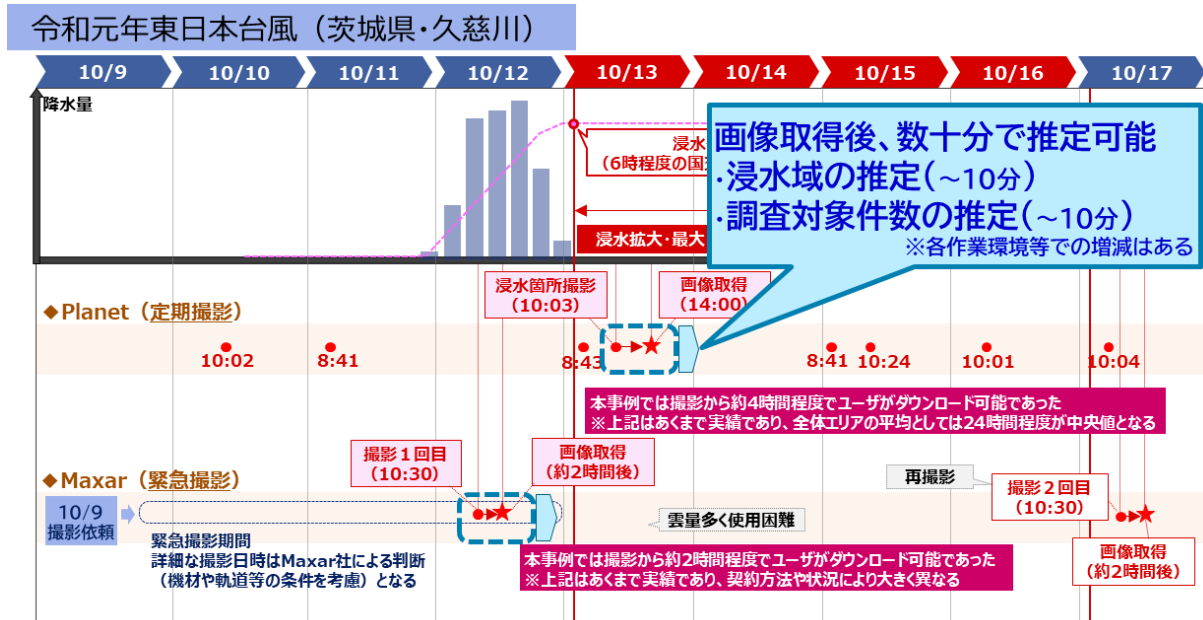 令和元年東日本台風（茨城県・久慈川）
10/9
10/10
10/11
10/12
10/13
10/14
10/15
10/16
10/17
降水量
浸水
（6時程度の国
浸水拡大・最大
画像取得後、数十分で推定可能
・浸水域の推定(～10分)
・調査対象件数の推定(～10分)
※各作業環境等での増減はある
浸水箇所撮影
（10:03）
画像取得
（14:00）
◆Planet（定期撮影）
10:02
8:41
8:43
8:41
10:24
10:01
10:04
本事例では撮影から約4時間程度でユーザがダウンロード可能であった
※上記はあくまで実績であり、全体エリアの平均としては24時間程度が中央値となる
撮影１回目
（10:30）
画像取得
（約2時間後）
◆Maxar（緊急撮影）
再撮影
撮影２回目
（10:30）
10/9
撮影依頼
雲量多く使用困難
緊急撮影期間
詳細な撮影日時はMaxar社による判断
（機材や軌道等の条件を考慮）となる
本事例では撮影から約2時間程度でユーザがダウンロード可能であった
※上記はあくまで実績であり、契約方法や状況により大きく異なる
画像取得
（約2時間後）